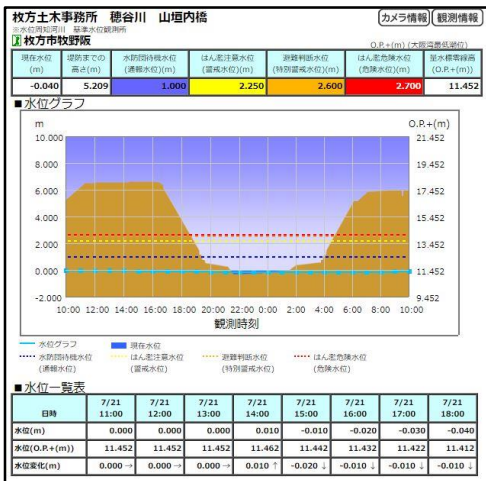 枚方土木事務所 穂谷川 山垣内橋
カメラ情報 観測情報
※水位周知河川 基準水位観測所
枚方市牧野阪
O.P.+(m) (大阪湾最低潮位)
現在水位(m) 堤防までの高さ(m) 水防団待機水位(通報水位)(m) はん濫注意水位(警戒水位)(m) 避難判断水位(特別警戒水位)(m) はん濫危険水位(危険水位)(m) 量水標零線高(O.P.+(m))
-0.040 5.209 1.000 2.250 2.600 2.700 11.452
■水位グラフ
m O.P.+(m)
10.000 21.452
8.000 19.452
6.000 17.452
4.000 15.452
2.000 13.452
0.000 11.452
-2.000 9.452
10:00 12:00 14:00 16:00 18:00 20:00 22:00 0:00 2:00 4:00 6:00 8:00 10:00
観測時刻
水位グラフ 現在水位
水防団待機水位 はん濫注意水位 避難判断水位 はん濫危険水位
(通報水位) (警戒水位) (特別警戒水位) (危険水位)
■水位一覧表
日時 7/21 11:00 7/21 12:00 7/21 13:00 7/21 14:00 7/21 15:00 7/21 16:00 7/21 17:00 7/21 18:00
水位(m) 0.000 0.000 0.000 0.010 -0.010 -0.020 -0.030 -0.040
水位(O.P.+(m)) 11.452 11.452 11.452 11.462 11.442 11.432 11.422 11.412
水位変化(m) 0.000 → 0.000 → 0.000 → 0.010 ↑ -0.020 ↓ -0.010 ↓ -0.010 ↓ -0.010 ↓